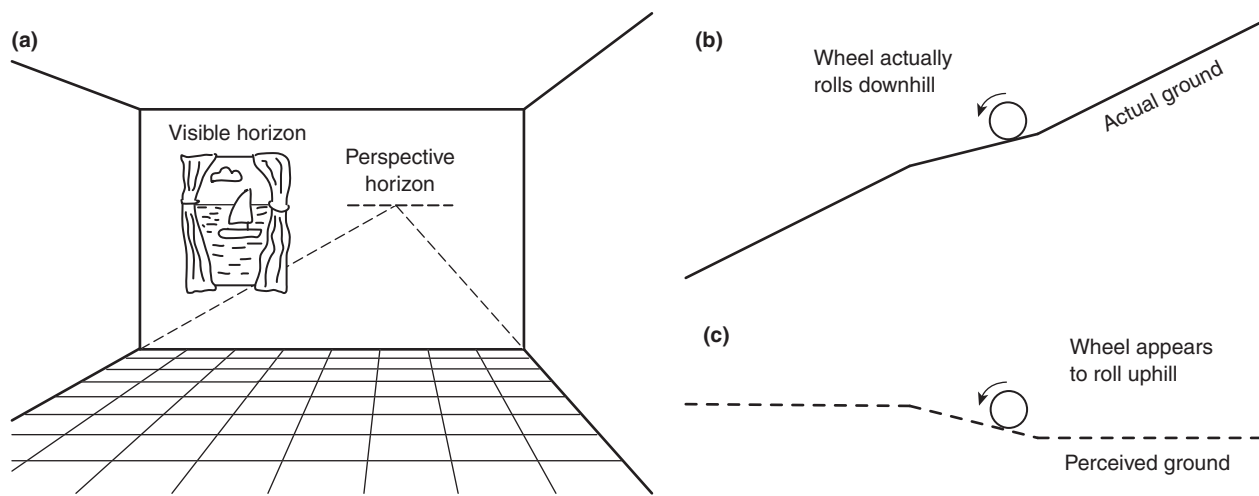 (a)
Visible horizon
Perspective
horizon
(b)
Wheel actually
rolls downhill
Actual ground
(c)
Wheel appears
to roll uphill
Perceived ground